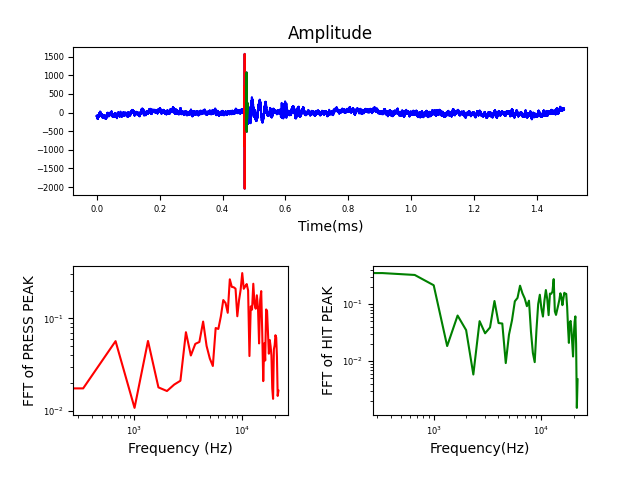 Amplitude
1500
1000
500
0
−500
−1000
−1500
−2000
0.0 0.2 0.4 0.6 0.8 1.0 1.2 1.4
Time(ms)
FFT of PRESS PEAK
10⁻¹
10⁻²
10³ 10⁴
Frequency (Hz)
FFT of HIT PEAK
10⁻¹
10⁻²
10³ 10⁴
Frequency(Hz)